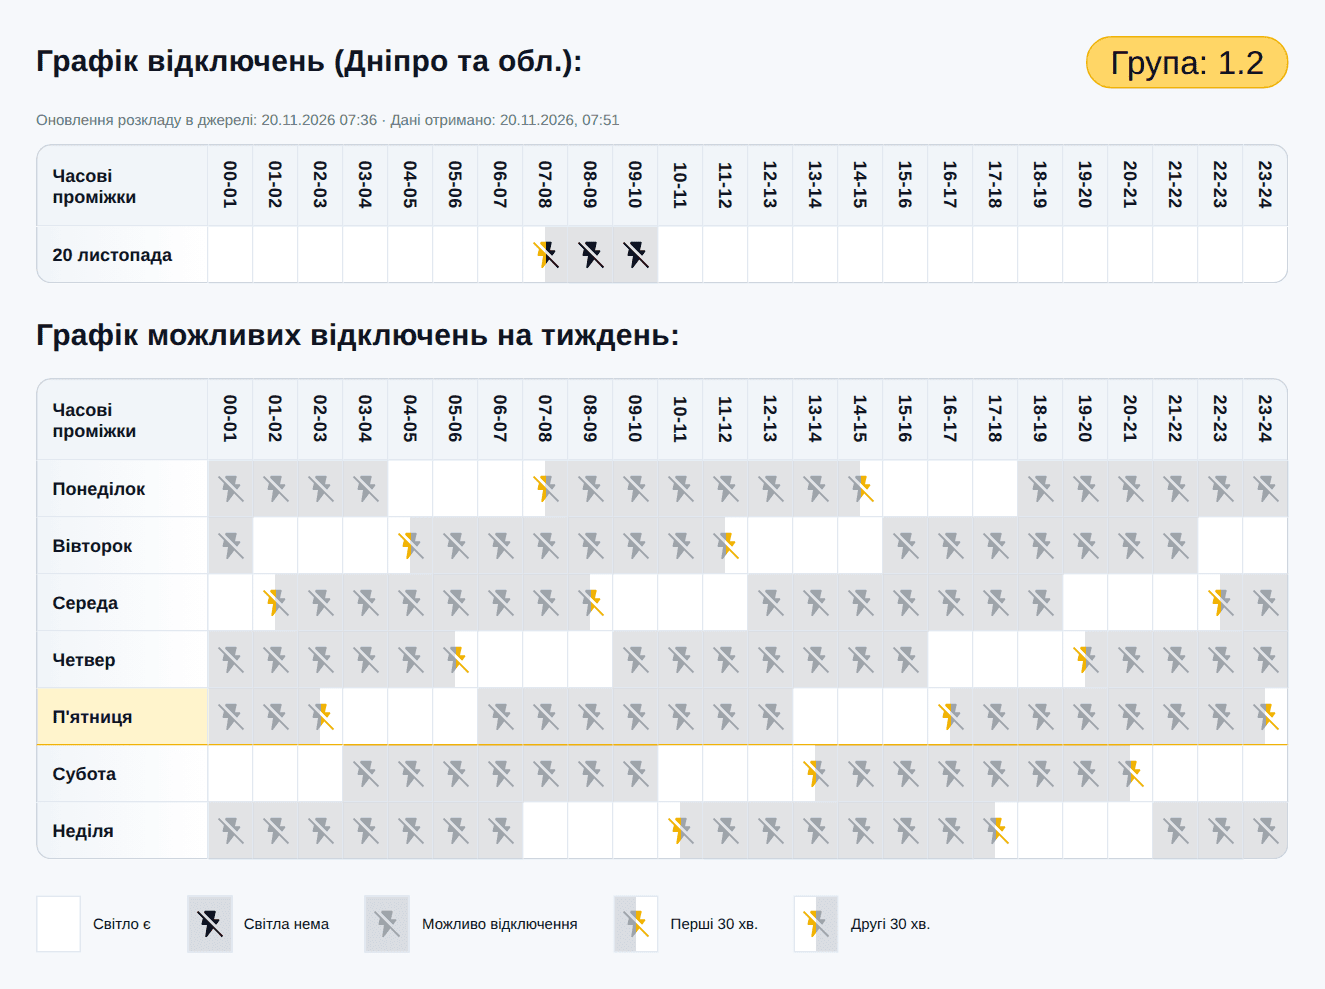 Графік відключень (Дніпро та обл.):
Група: 1.2
Оновлення розкладу в джерелі: 20.11.2026 07:36 · Дані отримано: 20.11.2026, 07:51
Часові проміжки 00-01 01-02 02-03 03-04 04-05 05-06 06-07 07-08 08-09 09-10 10-11 11-12 12-13 13-14 14-15 15-16 16-17 17-18 18-19 19-20 20-21 21-22 22-23 23-24
20 листопада
Графік можливих відключень на тиждень:
Часові проміжки 00-01 01-02 02-03 03-04 04-05 05-06 06-07 07-08 08-09 09-10 10-11 11-12 12-13 13-14 14-15 15-16 16-17 17-18 18-19 19-20 20-21 21-22 22-23 23-24
Понеділок
Вівторок
Середа
Четвер
П'ятниця
Субота
Неділя
Світло є Світла нема Можливо відключення Перші 30 хв. Другі 30 хв.